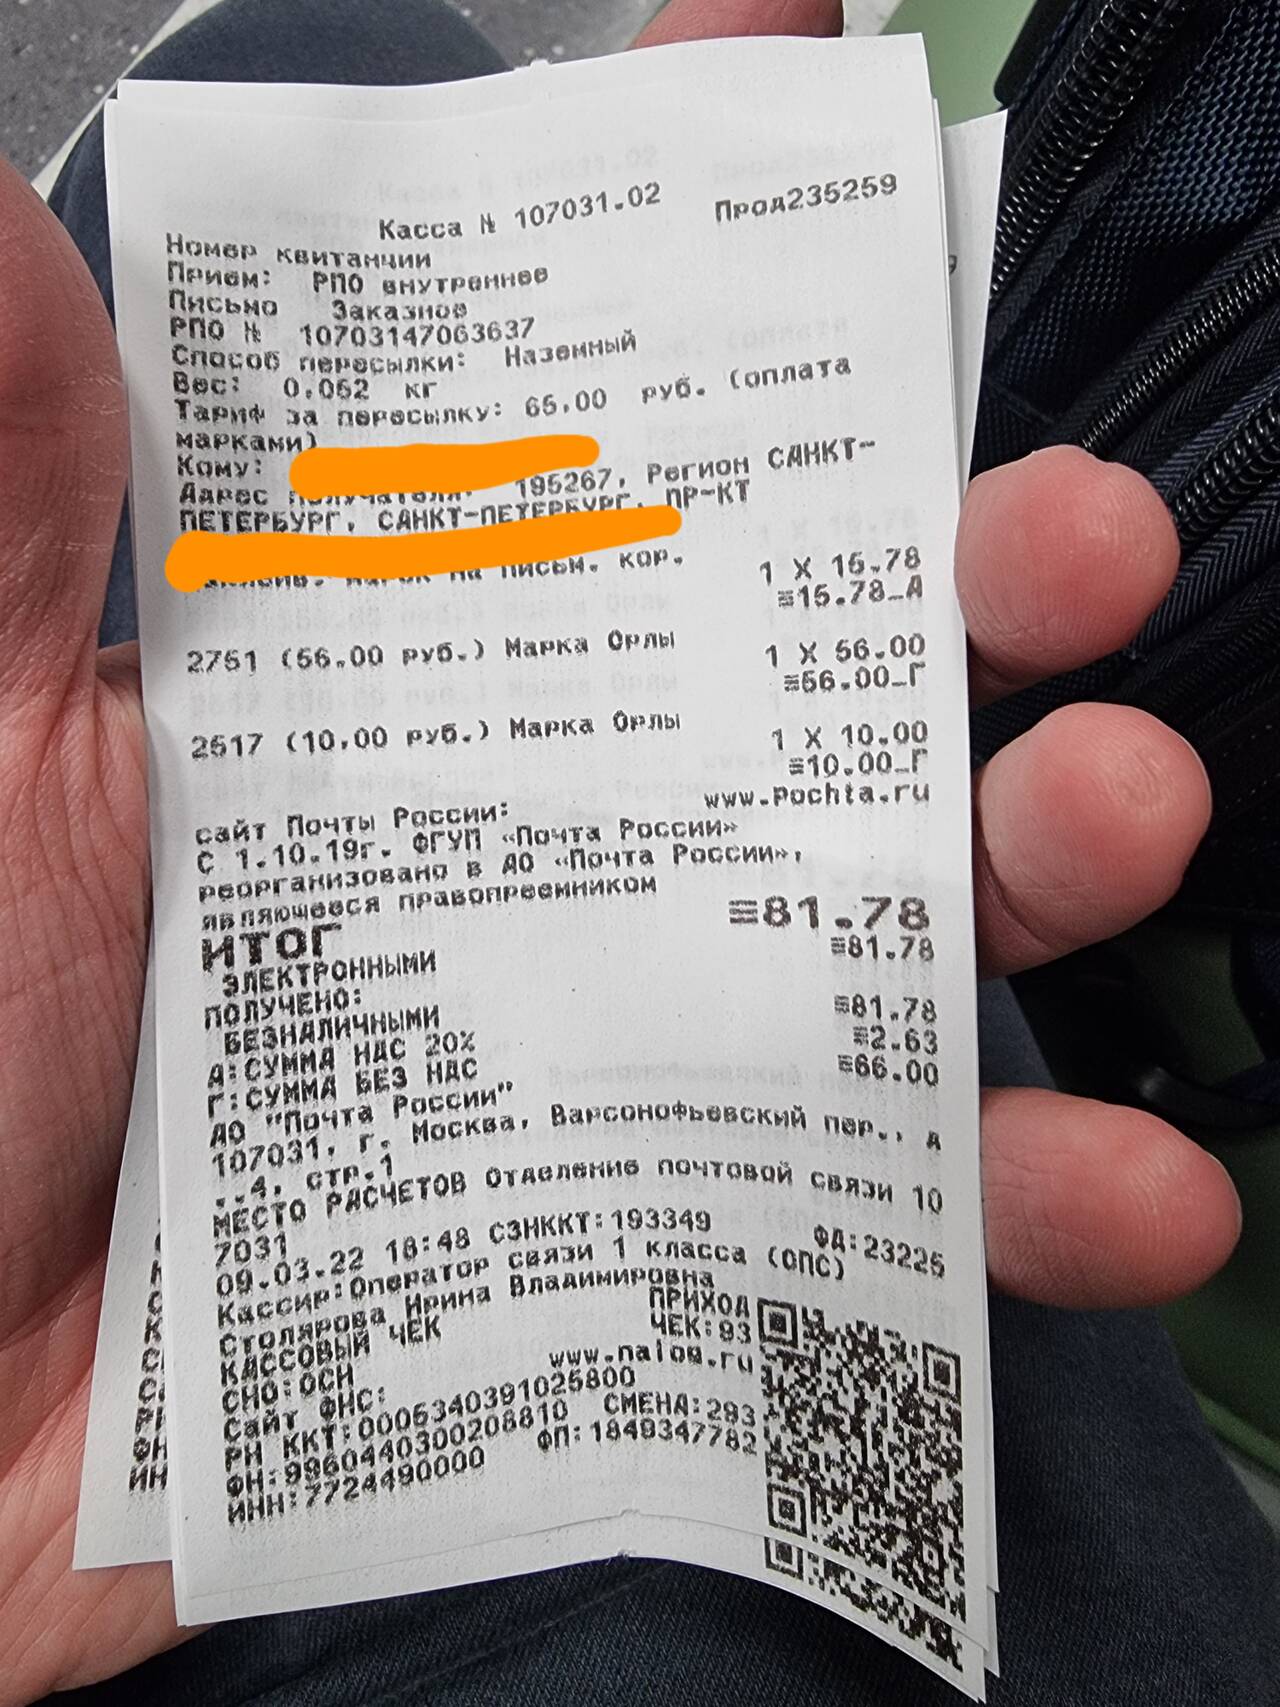 Касса № 107031.02 Прод235259
Номер квитанции
Прием: РПО внутреннее
Письмо Заказное
РПО № 10703147063637
Способ пересылки: Наземный
Вес: 0.062 кг
Тариф за пересылку: 65.00 руб. (оплата
марками)
Кому:
Адрес получателя: 195267, Регион САНКТ-
ПЕТЕРБУРГ, САНКТ-ПЕТЕРБУРГ, ПР-КТ
на письм. кор.
1 X 15.78
≡15.78_А
2751 (56.00 руб.) Марка Орлы
1 X 56.00
≡56.00_Г
2617 (10.00 руб.) Марка Орлы
1 X 10.00
≡10.00_Г
сайт Почты России: www.pochta.ru
С 1.10.19г. ФГУП «Почта России»
реорганизовано в АО «Почта России»,
являющееся правопреемником
ИТОГ ≡81.78
ЭЛЕКТРОННЫМИ ≡81.78
ПОЛУЧЕНО:
БЕЗНАЛИЧНЫМИ ≡81.78
А:СУММА НДС 20% ≡2.63
Г:СУММА БЕЗ НДС ≡66.00
АО "Почта России"
107031, г. Москва, Варсонофьевский пер., д
..4, стр.1
МЕСТО РАСЧЕТОВ Отделение почтовой связи 10
7031
09.03.22 18:48 СЗНККТ:193349 ФД:23225
Кассир:Оператор связи 1 класса (ОПС)
Столярова Ирина Владимировна
КАССОВЫЙ ЧЕК ПРИХОД
СНО:ОСН ЧЕК:93
Сайт ФНС: www.nalog.ru
РН ККТ:0006340391025800
ФН:9960440300208810 СМЕНА:293
ИНН:7724490000 ФП:1849347782